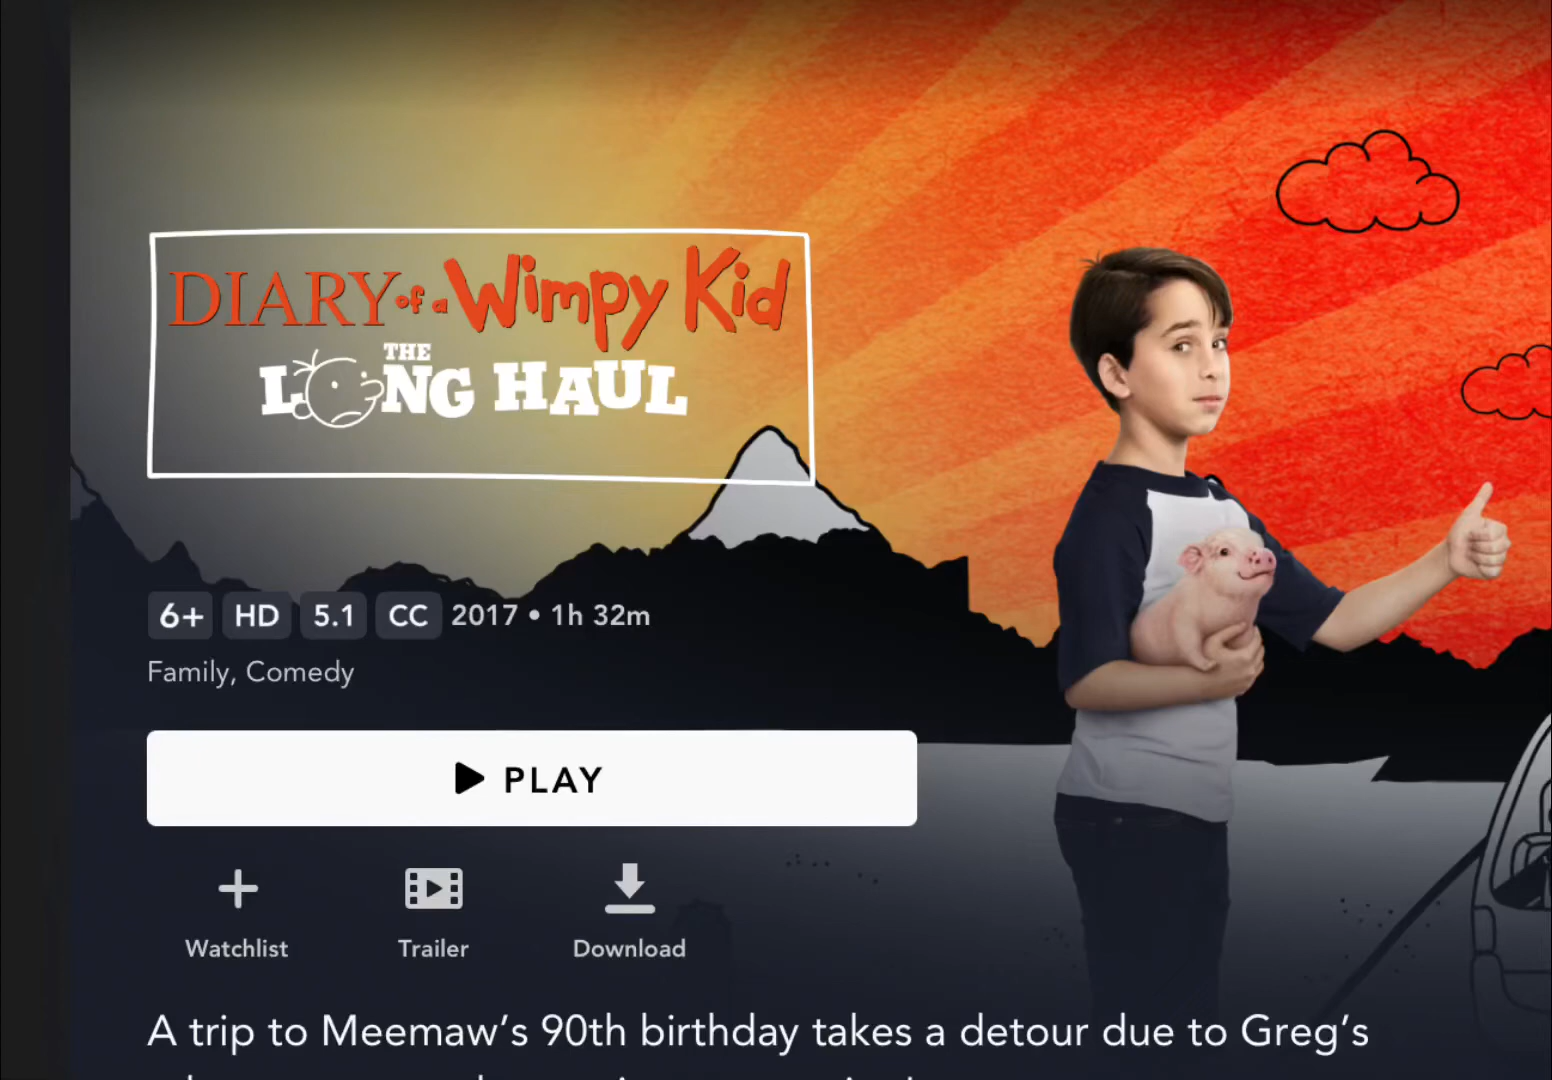 DIARY of a Wimpy Kid
THE
LONG HAUL
6+ HD 5.1 CC 2017 • 1h 32m
Family, Comedy
PLAY
Watchlist Trailer Download
A trip to Meemaw’s 90th birthday takes a detour due to Greg’s